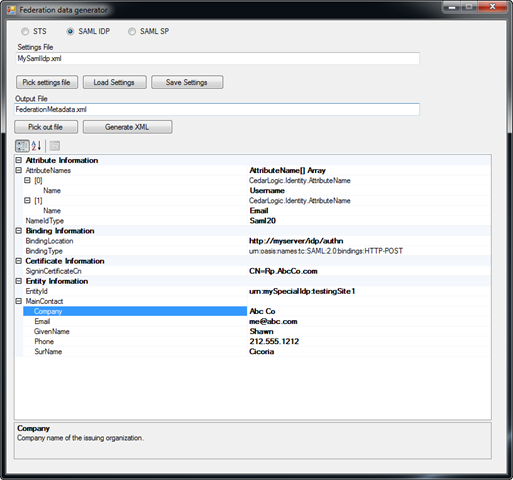 Federation data generator
STS SAML IDP SAML SP
Settings File
MySamlIdp.xml
Pick settings file Load Settings Save Settings
Output File
FederationMetadata.xml
Pick out file Generate XML
Attribute Information
AttributeNames AttributeName[] Array
[0] CedarLogic.Identity.AttributeName
Name Username
[1] CedarLogic.Identity.AttributeName
Name Email
NameIdType Saml20
Binding Information
BindingLocation http://myserver/idp/authn
BindingType urn:oasis:names:tc:SAML:2.0:bindings:HTTP-POST
Certificate Information
SigninCertificateCn CN=Rp.AbcCo.com
Entity Information
EntityId urn:mySpecialIdp:testingSite1
MainContact
Company Abc Co
Email me@abc.com
GivenName Shawn
Phone 212.555.1212
SurName Cicoria
Company
Company name of the issuing organization.